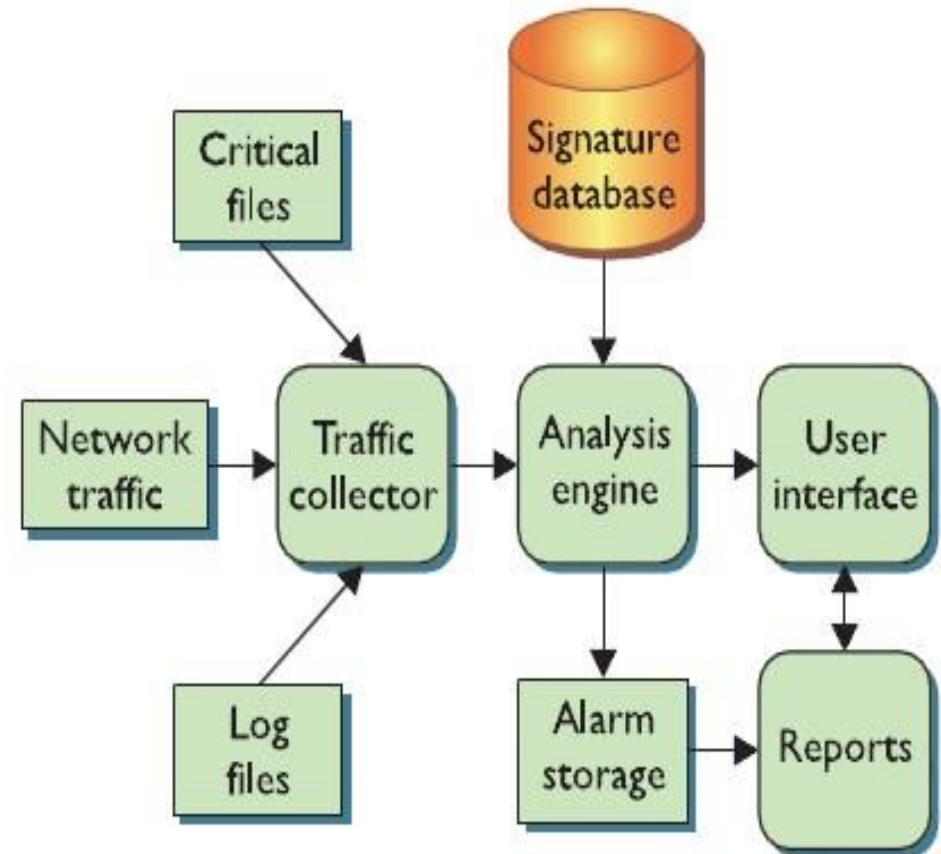 Critical
files
Signature
database
Network
traffic
Traffic
collector
Analysis
engine
User
interface
Log
files
Alarm
storage
Reports